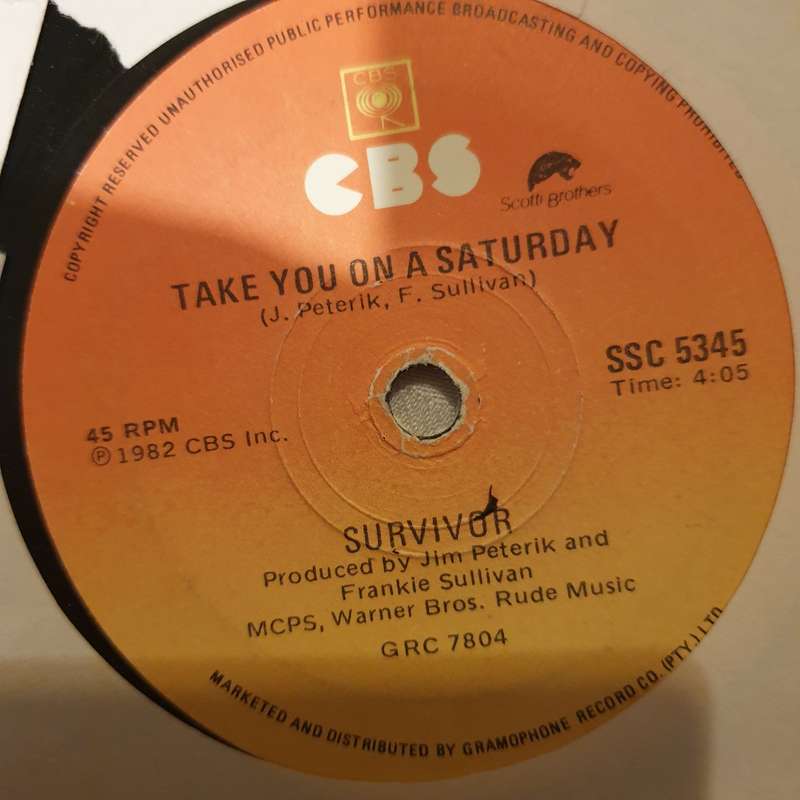 COPYRIGHT RESERVED UNAUTHORISED PUBLIC PERFORMANCE BROADCASTING AND COPYING PROHIBITED
CBS
CBS
Scotti Brothers
TAKE YOU ON A SATURDAY
(J. Peterik, F. Sullivan)
SSC 5345
Time: 4:05
45 RPM
℗ 1982 CBS Inc.
SURVIVOR
Produced by Jim Peterik and
Frankie Sullivan
MCPS, Warner Bros. Rude Music
GRC 7804
MARKETED AND DISTRIBUTED BY GRAMOPHONE RECORD CO. (PTY.) LTD.